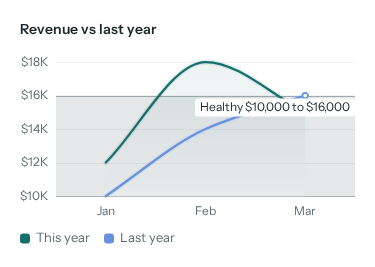 Revenue vs last year
$18K
$16K
Healthy $10,000 to $16,000
$14K
$12K
$10K
Jan Feb Mar
This year Last year